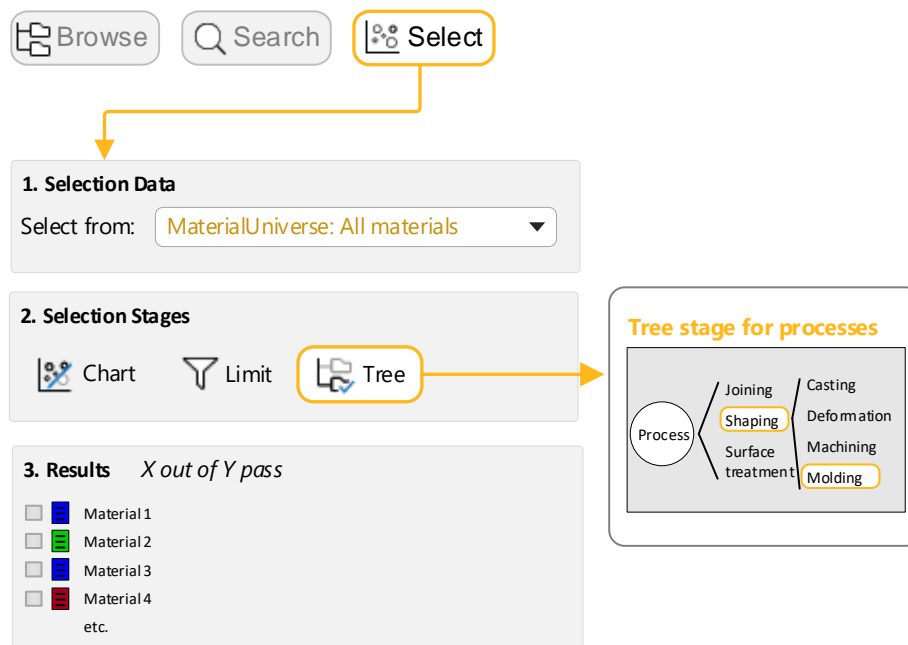 Browse
Search
Select
1. Selection Data
Select from:
MaterialUniverse: All materials
2. Selection Stages
Chart
Limit
Tree
Tree stage for processes
Process
Joining
Shaping
Surface
treatment
Casting
Deformation
Machining
Molding
3. Results X out of Y pass
Material 1
Material 2
Material 3
Material 4
etc.